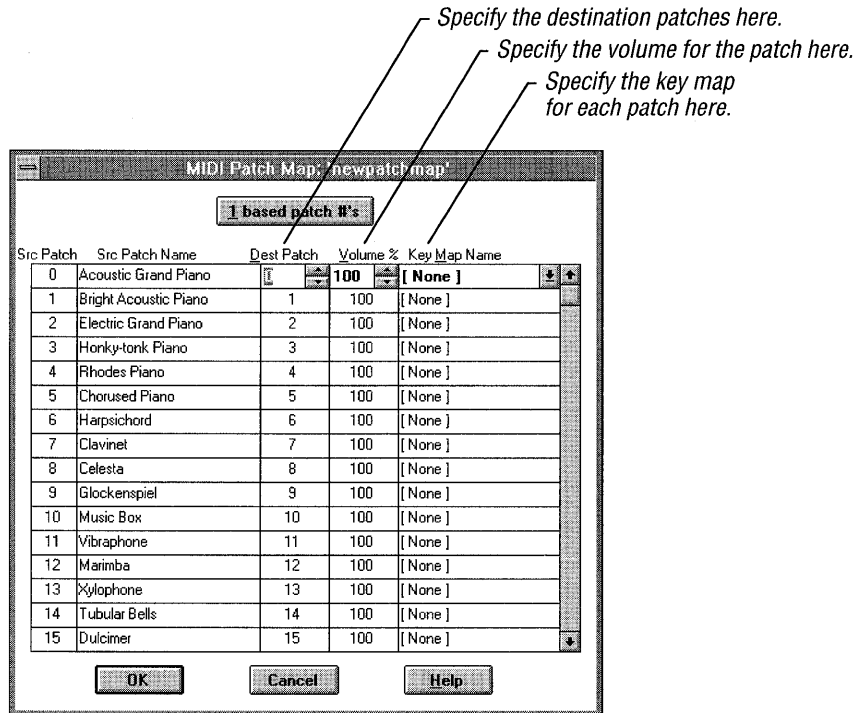 Specify the destination patches here.
Specify the volume for the patch here.
Specify the key map
for each patch here.
MIDI Patch Map: 'newpatchmap'
1 based patch #'s
Src Patch Src Patch Name Dest Patch Volume % Key Map Name
0 Acoustic Grand Piano 100 [ None ]
1 Bright Acoustic Piano 1 100 [ None ]
2 Electric Grand Piano 2 100 [ None ]
3 Honky-tonk Piano 3 100 [ None ]
4 Rhodes Piano 4 100 [ None ]
5 Chorused Piano 5 100 [ None ]
6 Harpsichord 6 100 [ None ]
7 Clavinet 7 100 [ None ]
8 Celesta 8 100 [ None ]
9 Glockenspiel 9 100 [ None ]
10 Music Box 10 100 [ None ]
11 Vibraphone 11 100 [ None ]
12 Marimba 12 100 [ None ]
13 Xylophone 13 100 [ None ]
14 Tubular Bells 14 100 [ None ]
15 Dulcimer 15 100 [ None ]
OK Cancel Help